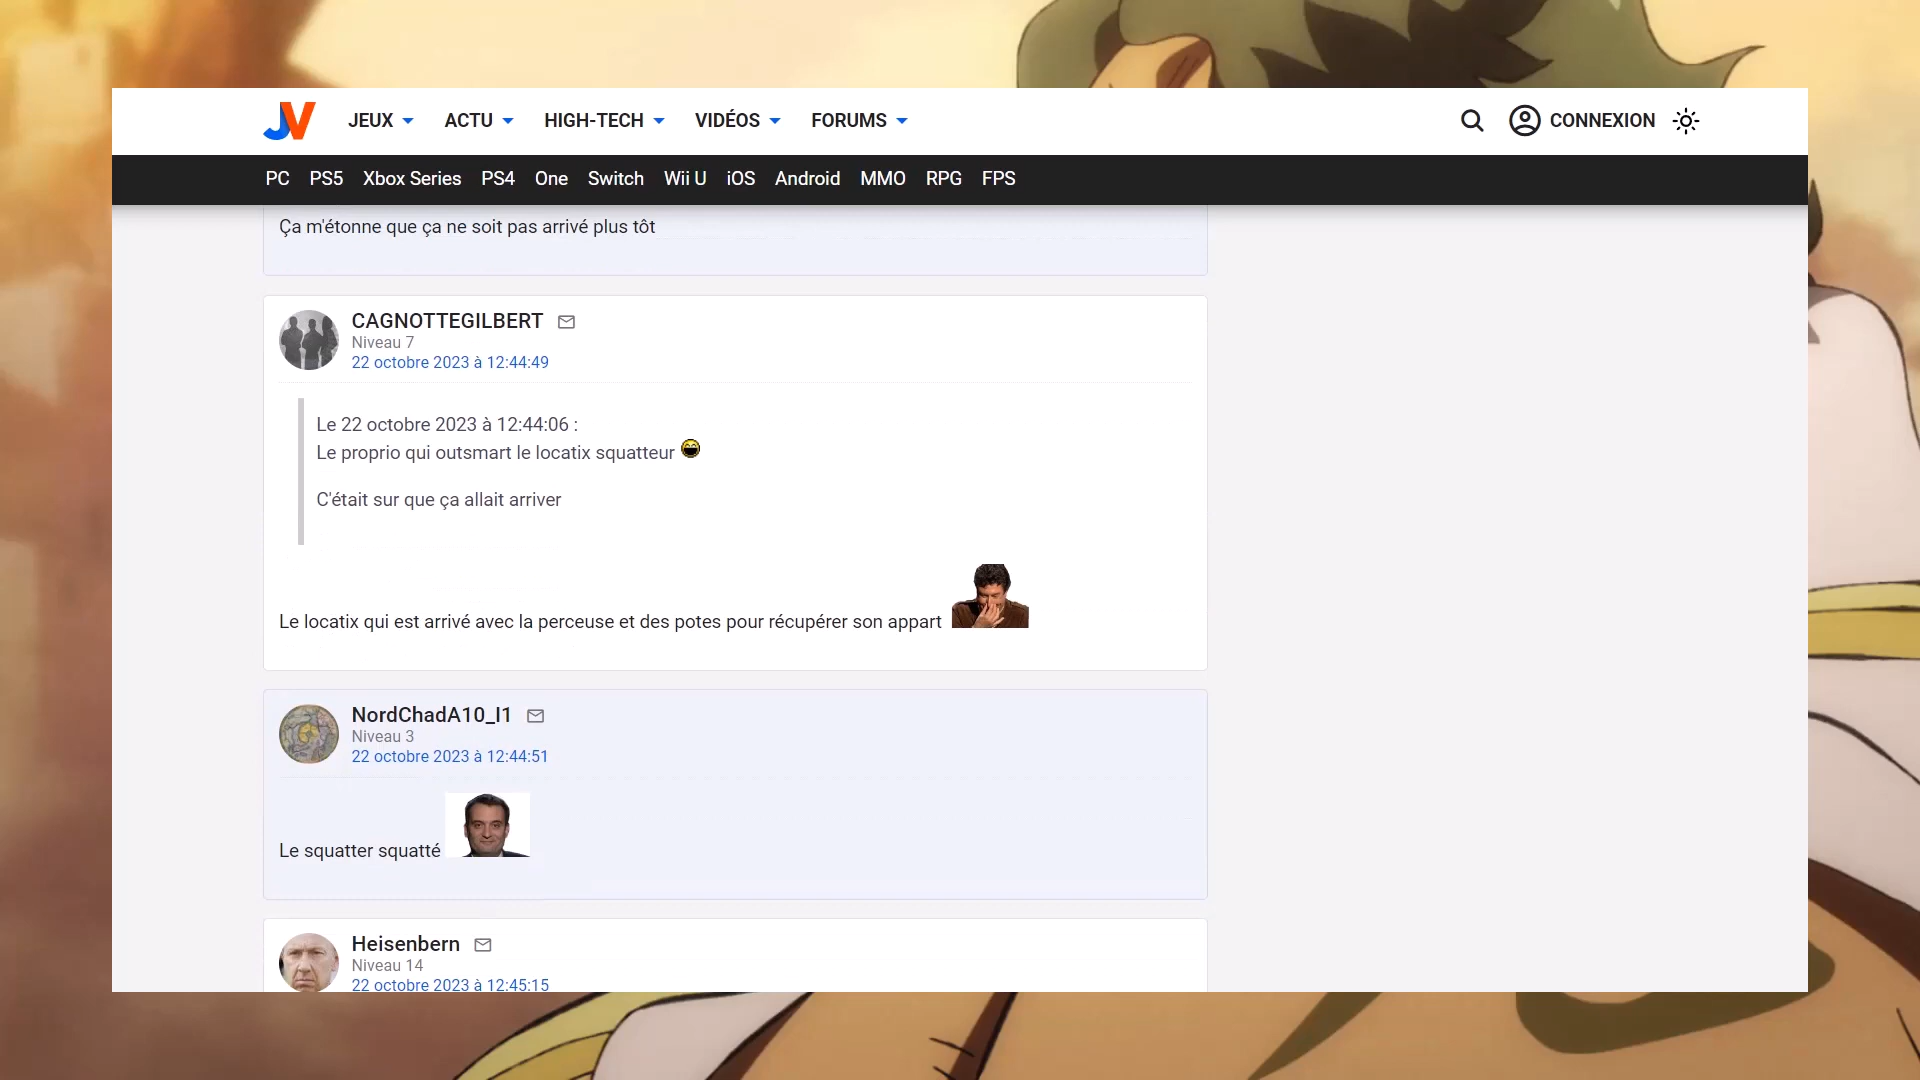 JV JEUX ACTU HIGH-TECH VIDÉOS FORUMS CONNEXION
PC PS5 Xbox Series PS4 One Switch Wii U iOS Android MMO RPG FPS
Ça m'étonne que ça ne soit pas arrivé plus tôt
CAGNOTTEGILBERT
Niveau 7
22 octobre 2023 à 12:44:49
Le 22 octobre 2023 à 12:44:06 :
Le proprio qui outsmart le locatix squatteur
C'était sur que ça allait arriver
Le locatix qui est arrivé avec la perceuse et des potes pour récupérer son appart
NordChadA10_I1
Niveau 3
22 octobre 2023 à 12:44:51
Le squatter squatté
Heisenbern
Niveau 14
22 octobre 2023 à 12:45:15